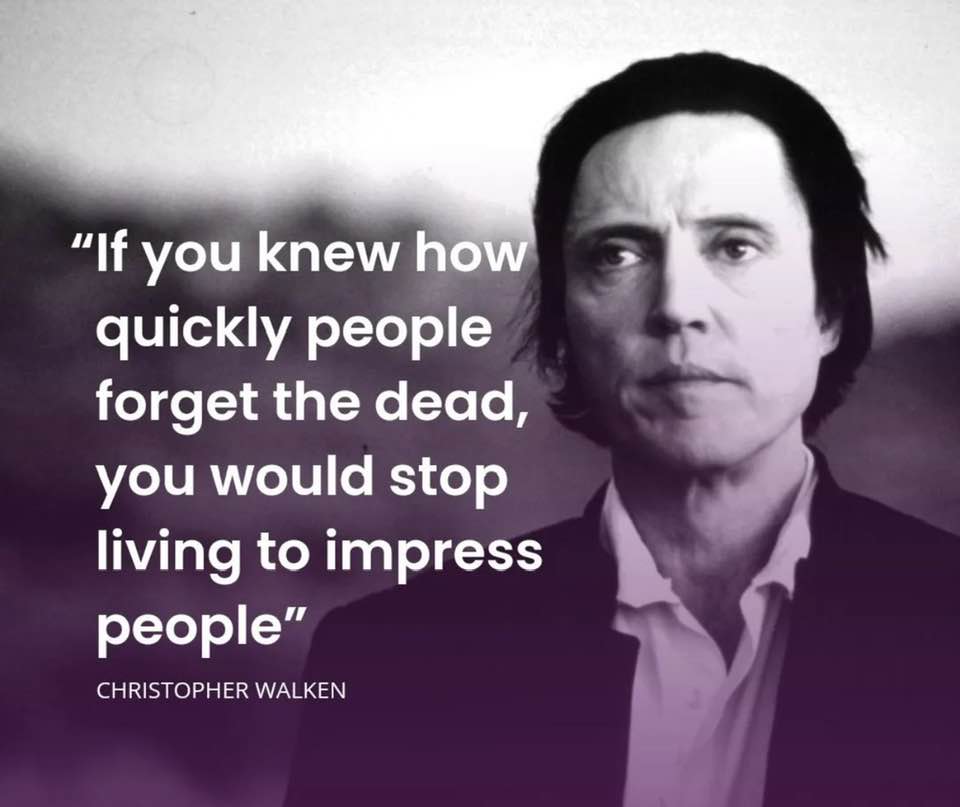 “If you knew how
quickly people
forget the dead,
you would stop
living to impress
people”
CHRISTOPHER WALKEN